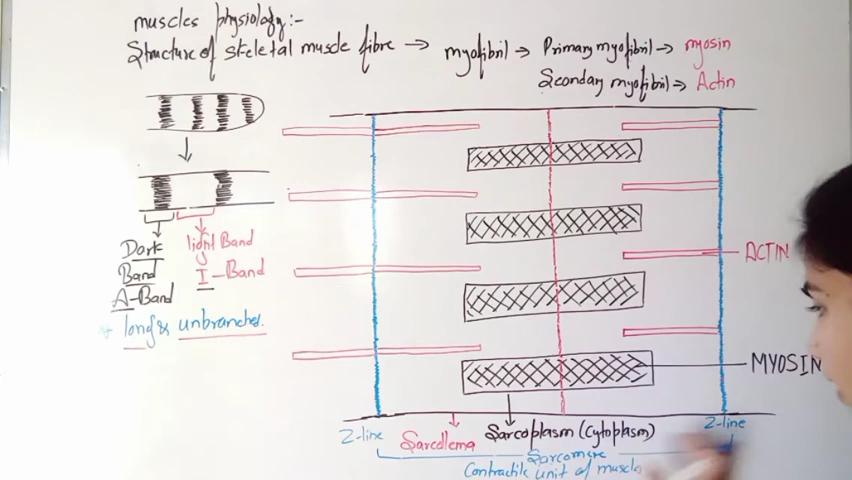 muscles physiology:-
Structure of skeletal muscle fibre → myofibril → Primary myofibril → myosin
Secondary myofibril → Actin
Dark
Band
A-Band
light Band
I-Band
long & unbranches.
ACTIN
MYOSIN
Z-line
Sarcolema
Sarcoplasm (cytoplasm)
Z-line
Sarcomere
Contractile unit of muscle